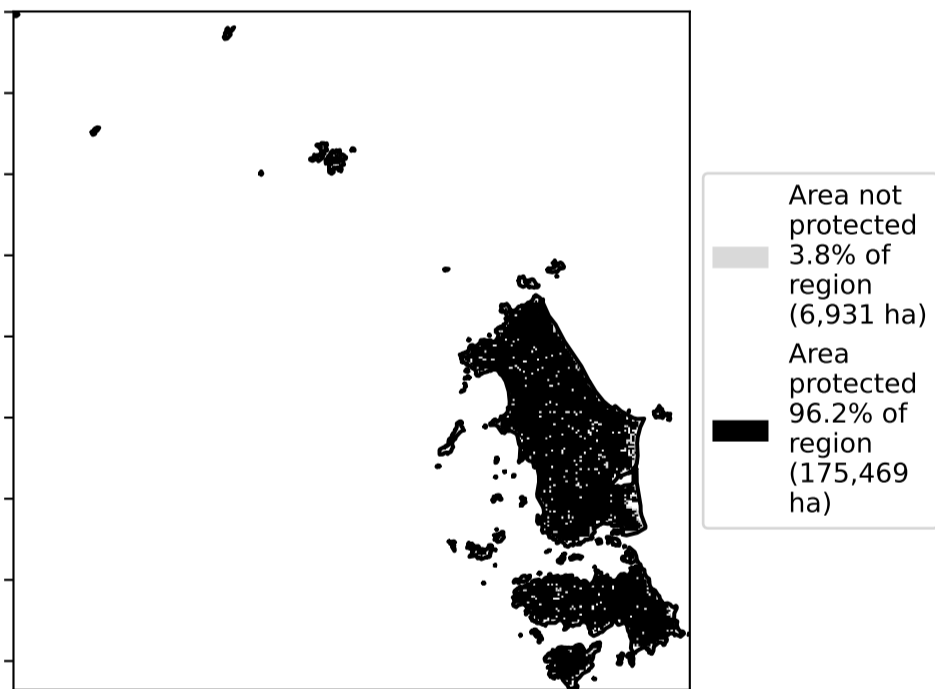 Area not
protected
3.8% of
region
(6,931 ha)
Area
protected
96.2% of
region
(175,469
ha)